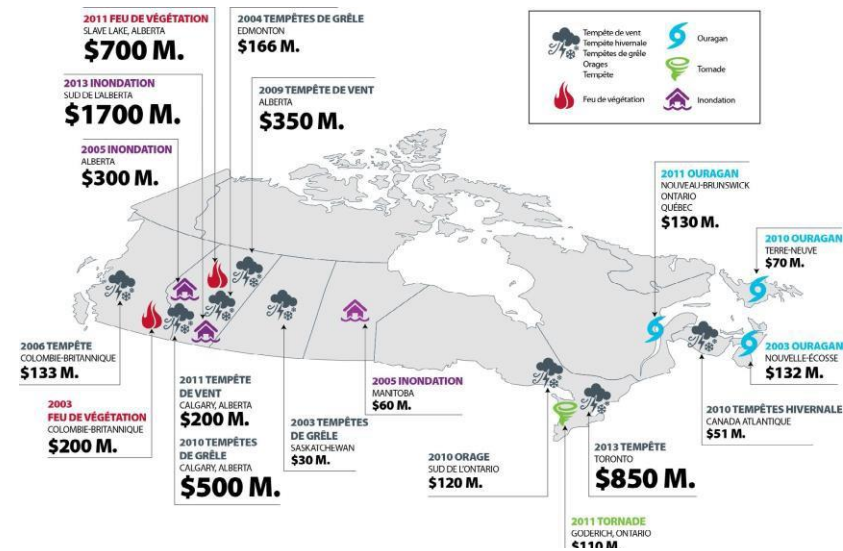 2011 FEU DE VÉGÉTATION
SLAVE LAKE, ALBERTA
$700 M.
2004 TEMPÊTES DE GRÊLE
EDMONTON
$166 M.
Tempête de vent
Tempête hivernale
Tempêtes de grêle
Orages
Tempête
Ouragan
Tornade
Feu de végétation
Inondation
2013 INONDATION
SUD DE L'ALBERTA
$1700 M.
2009 TEMPÊTE DE VENT
ALBERTA
$350 M.
2005 INONDATION
ALBERTA
$300 M.
2011 OURAGAN
NOUVEAU-BRUNSWICK
ONTARIO
QUÉBEC
$130 M.
2010 OURAGAN
TERRE-NEUVE
$70 M.
2006 TEMPÊTE
COLOMBIE-BRITANNIQUE
$133 M.
2003
FEU DE VÉGÉTATION
COLOMBIE-BRITANNIQUE
$200 M.
2011 TEMPÊTE
DE VENT
CALGARY, ALBERTA
$200 M.
2010 TEMPÊTES
DE GRÊLE
CALGARY, ALBERTA
$500 M.
2003 TEMPÊTES
DE GRÊLE
SASKATCHEWAN
$30 M.
2005 INONDATION
MANITOBA
$60 M.
2010 ORAGE
SUD DE L'ONTARIO
$120 M.
2013 TEMPÊTE
TORONTO
$850 M.
2003 OURAGAN
NOUVELLE-ÉCOSSE
$132 M.
2010 TEMPÊTES HIVERNALE
CANADA ATLANTIQUE
$51 M.
2011 TORNADE
GODERICH, ONTARIO
$110 M.